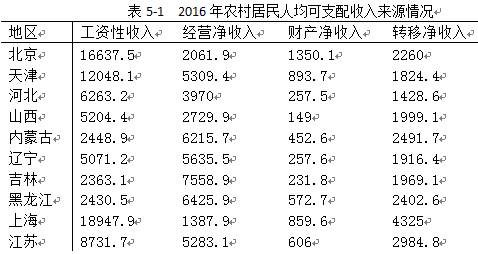 表 5-1 2016 年农村居民人均可支配收入来源情况
地区 工资性收入 经营净收入 财产净收入 转移净收入
北京 16637.5 2061.9 1350.1 2260
天津 12048.1 5309.4 893.7 1824.4
河北 6263.2 3970 257.5 1428.6
山西 5204.4 2729.9 149 1999.1
内蒙古 2448.9 6215.7 452.6 2491.7
辽宁 5071.2 5635.5 257.6 1916.4
吉林 2363.1 7558.9 231.8 1969.1
黑龙江 2430.5 6425.9 572.7 2402.6
上海 18947.9 1387.9 859.6 4325
江苏 8731.7 5283.1 606 2984.8